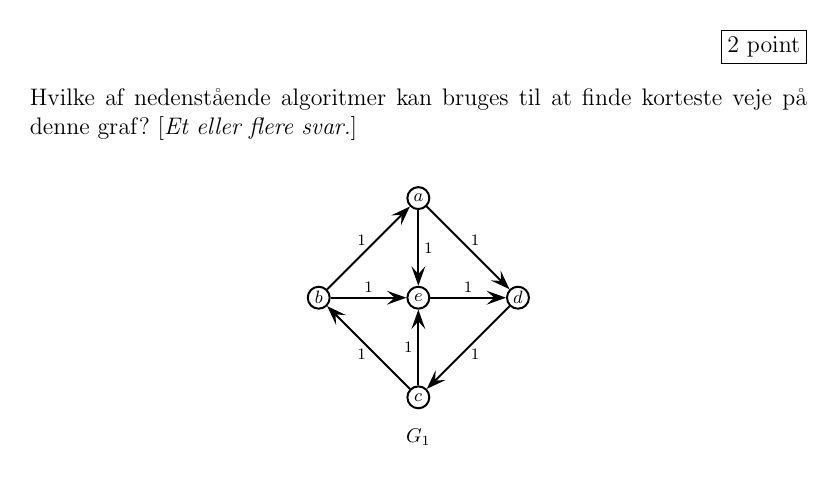 2 point
Hvilke af nedenstående algoritmer kan bruges til at finde korteste veje på
denne graf? [Et eller flere svar.]
a
1
1
1
b
1
e
1
d
1
1
1
c
G₁